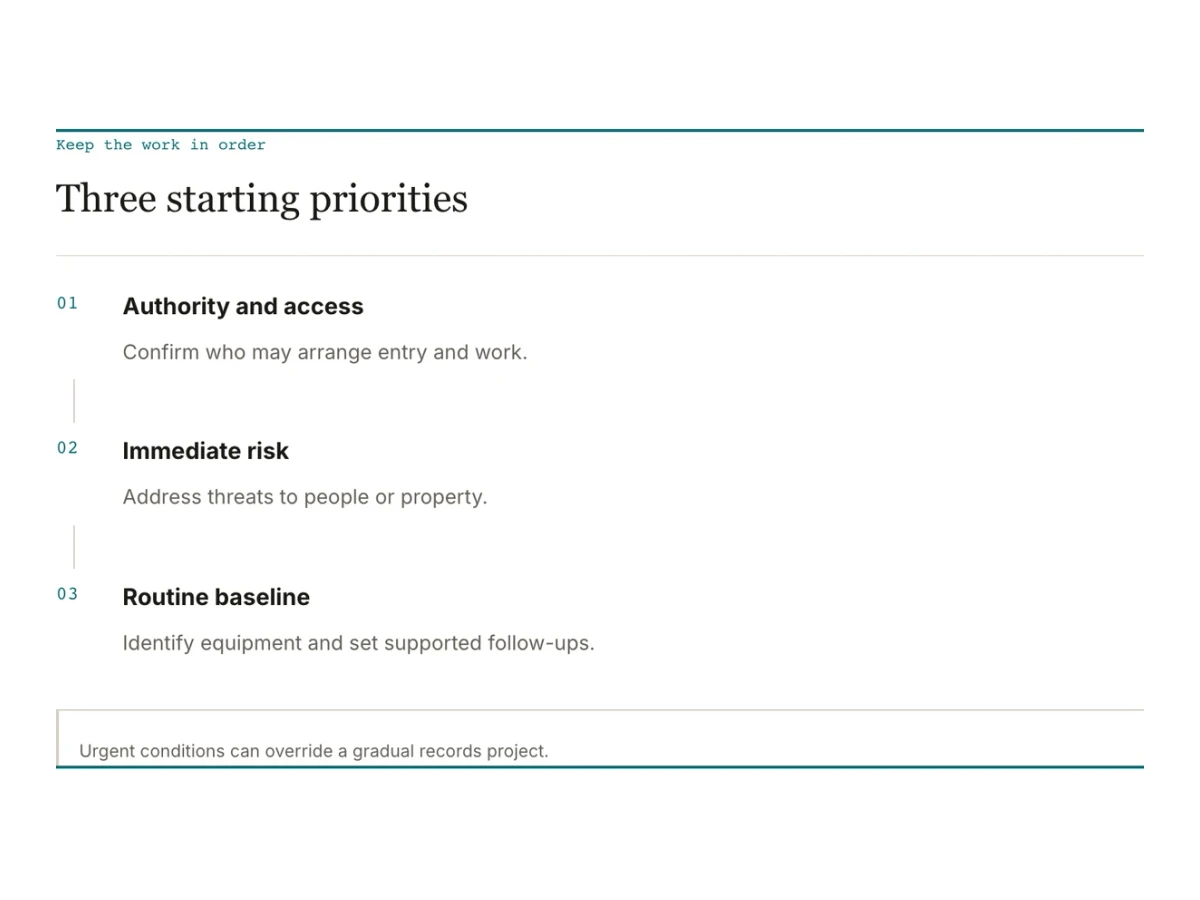 Keep the work in order
Three starting priorities
01
Authority and access
Confirm who may arrange entry and work.
02
Immediate risk
Address threats to people or property.
03
Routine baseline
Identify equipment and set supported follow-ups.
Urgent conditions can override a gradual records project.